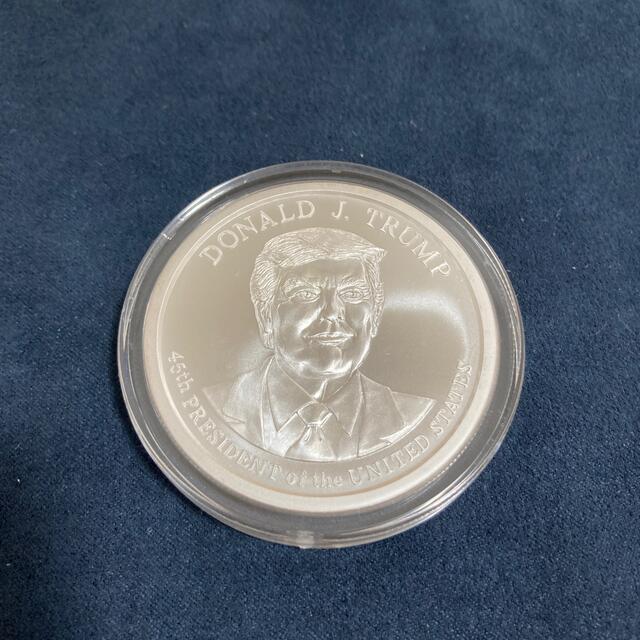 DONALD J. TRUMP
45th PRESIDENT of the UNITED STATES